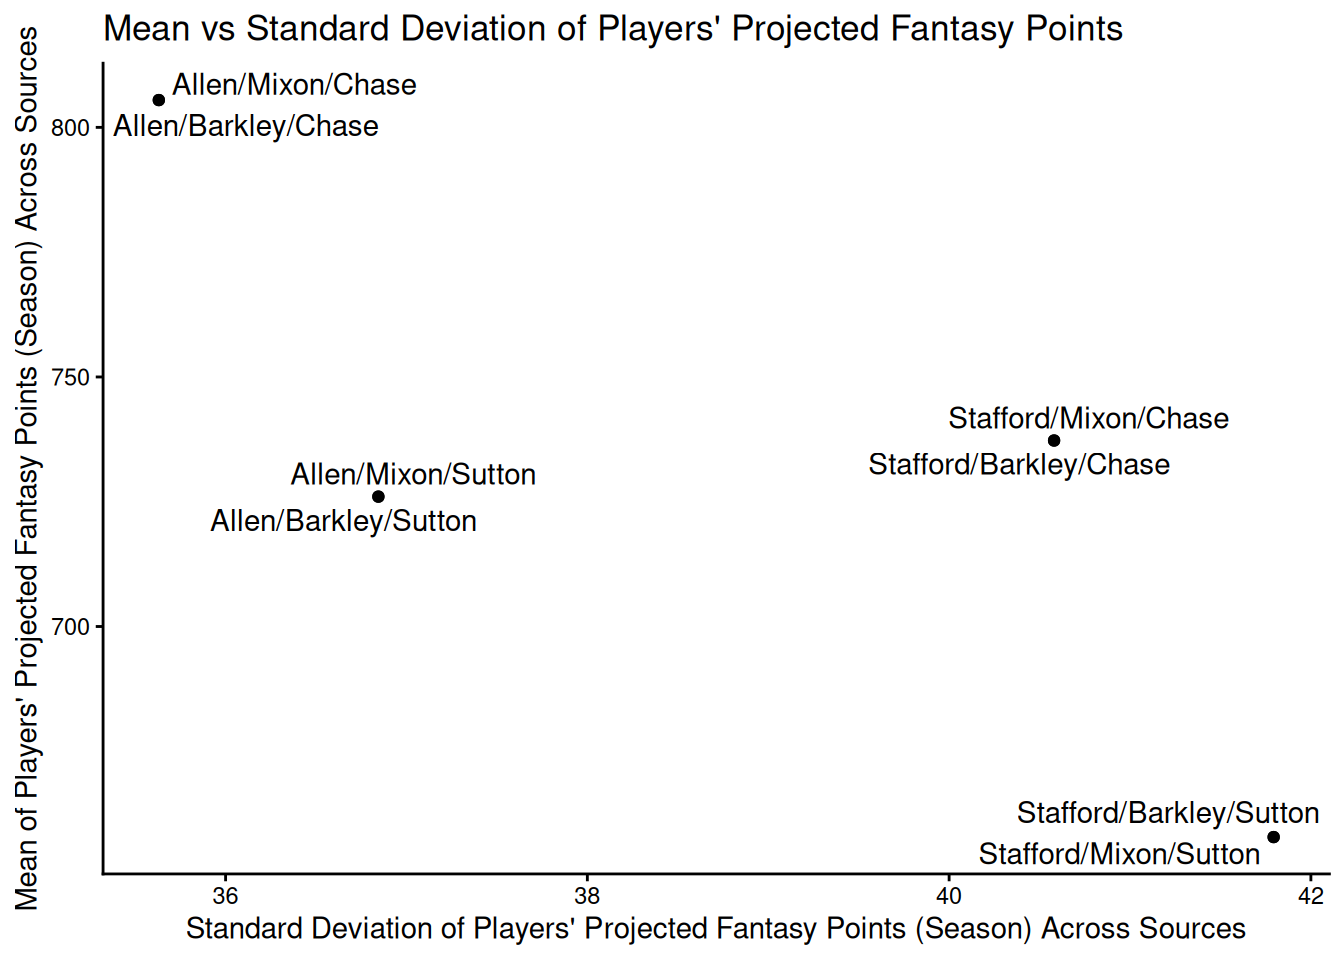 Mean vs Standard Deviation of Players' Projected Fantasy Points
Mean of Players' Projected Fantasy Points (Season) Across Sources
800
750
700
Allen/Mixon/Chase
Allen/Barkley/Chase
Stafford/Mixon/Chase
Stafford/Barkley/Chase
Allen/Mixon/Sutton
Allen/Barkley/Sutton
Stafford/Barkley/Sutton
Stafford/Mixon/Sutton
36
38
40
42
Standard Deviation of Players' Projected Fantasy Points (Season) Across Sources